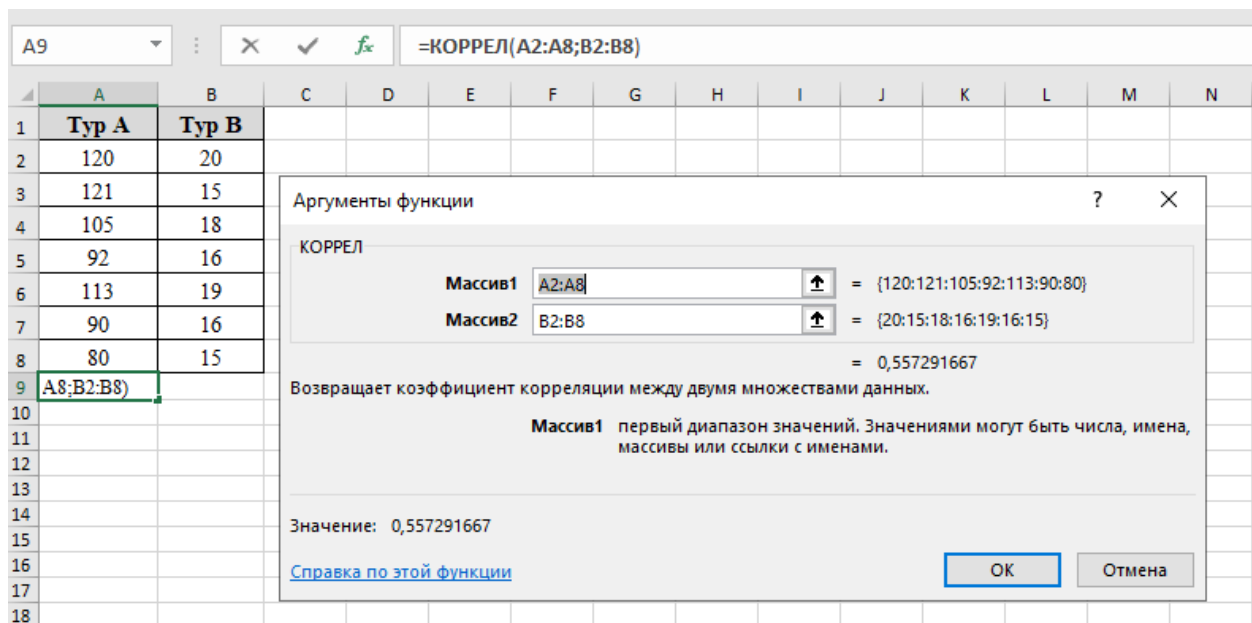 A9 fx =КОРРЕЛ(A2:A8;B2:B8)
A B C D E F G H I J K L M N
1 Тур А Тур В
2 120 20
3 121 15
4 105 18
5 92 16
6 113 19
7 90 16
8 80 15
9 A8;B2:B8)
10
11
12
13
14
15
16
17
18
Аргументы функции ?
КОРРЕЛ
Массив1 A2:A8 = {120:121:105:92:113:90:80}
Массив2 B2:B8 = {20:15:18:16:19:16:15}
= 0,557291667
Возвращает коэффициент корреляции между двумя множествами данных.
Массив1 первый диапазон значений. Значениями могут быть числа, имена,
массивы или ссылки с именами.
Значение: 0,557291667
Справка по этой функции ОК Отмена